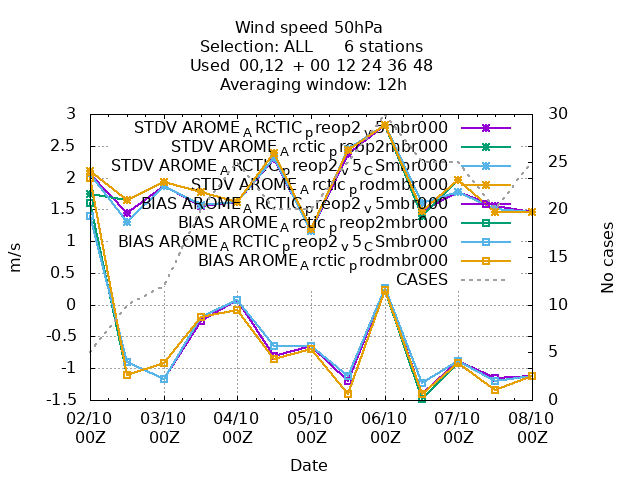 Wind speed 50hPa
Selection: ALL 6 stations
Used 00,12 + 00 12 24 36 48
Averaging window: 12h
3 30
STDV AROME_ARCTIC_preop2_v5mbr000
2.5 STDV AROME_Arctic_preop2mbr000
STDV AROME_ARCTIC_preop2_v5_CSmbr000 25
2 STDV AROME_Arctic_prodmbr000
BIAS AROME_ARCTIC_preop2_v5mbr000
1.5 20
BIAS AROME_Arctic_preop2mbr000
1 BIAS AROME_ARCTIC_preop2_v5_CSmbr000
BIAS AROME_Arctic_prodmbr000 15
0.5 CASES
m/s No cases
0 10
-0.5
5
-1
-1.5 0
02/10 03/10 04/10 05/10 06/10 07/10 08/10
00Z 00Z 00Z 00Z 00Z 00Z 00Z
Date